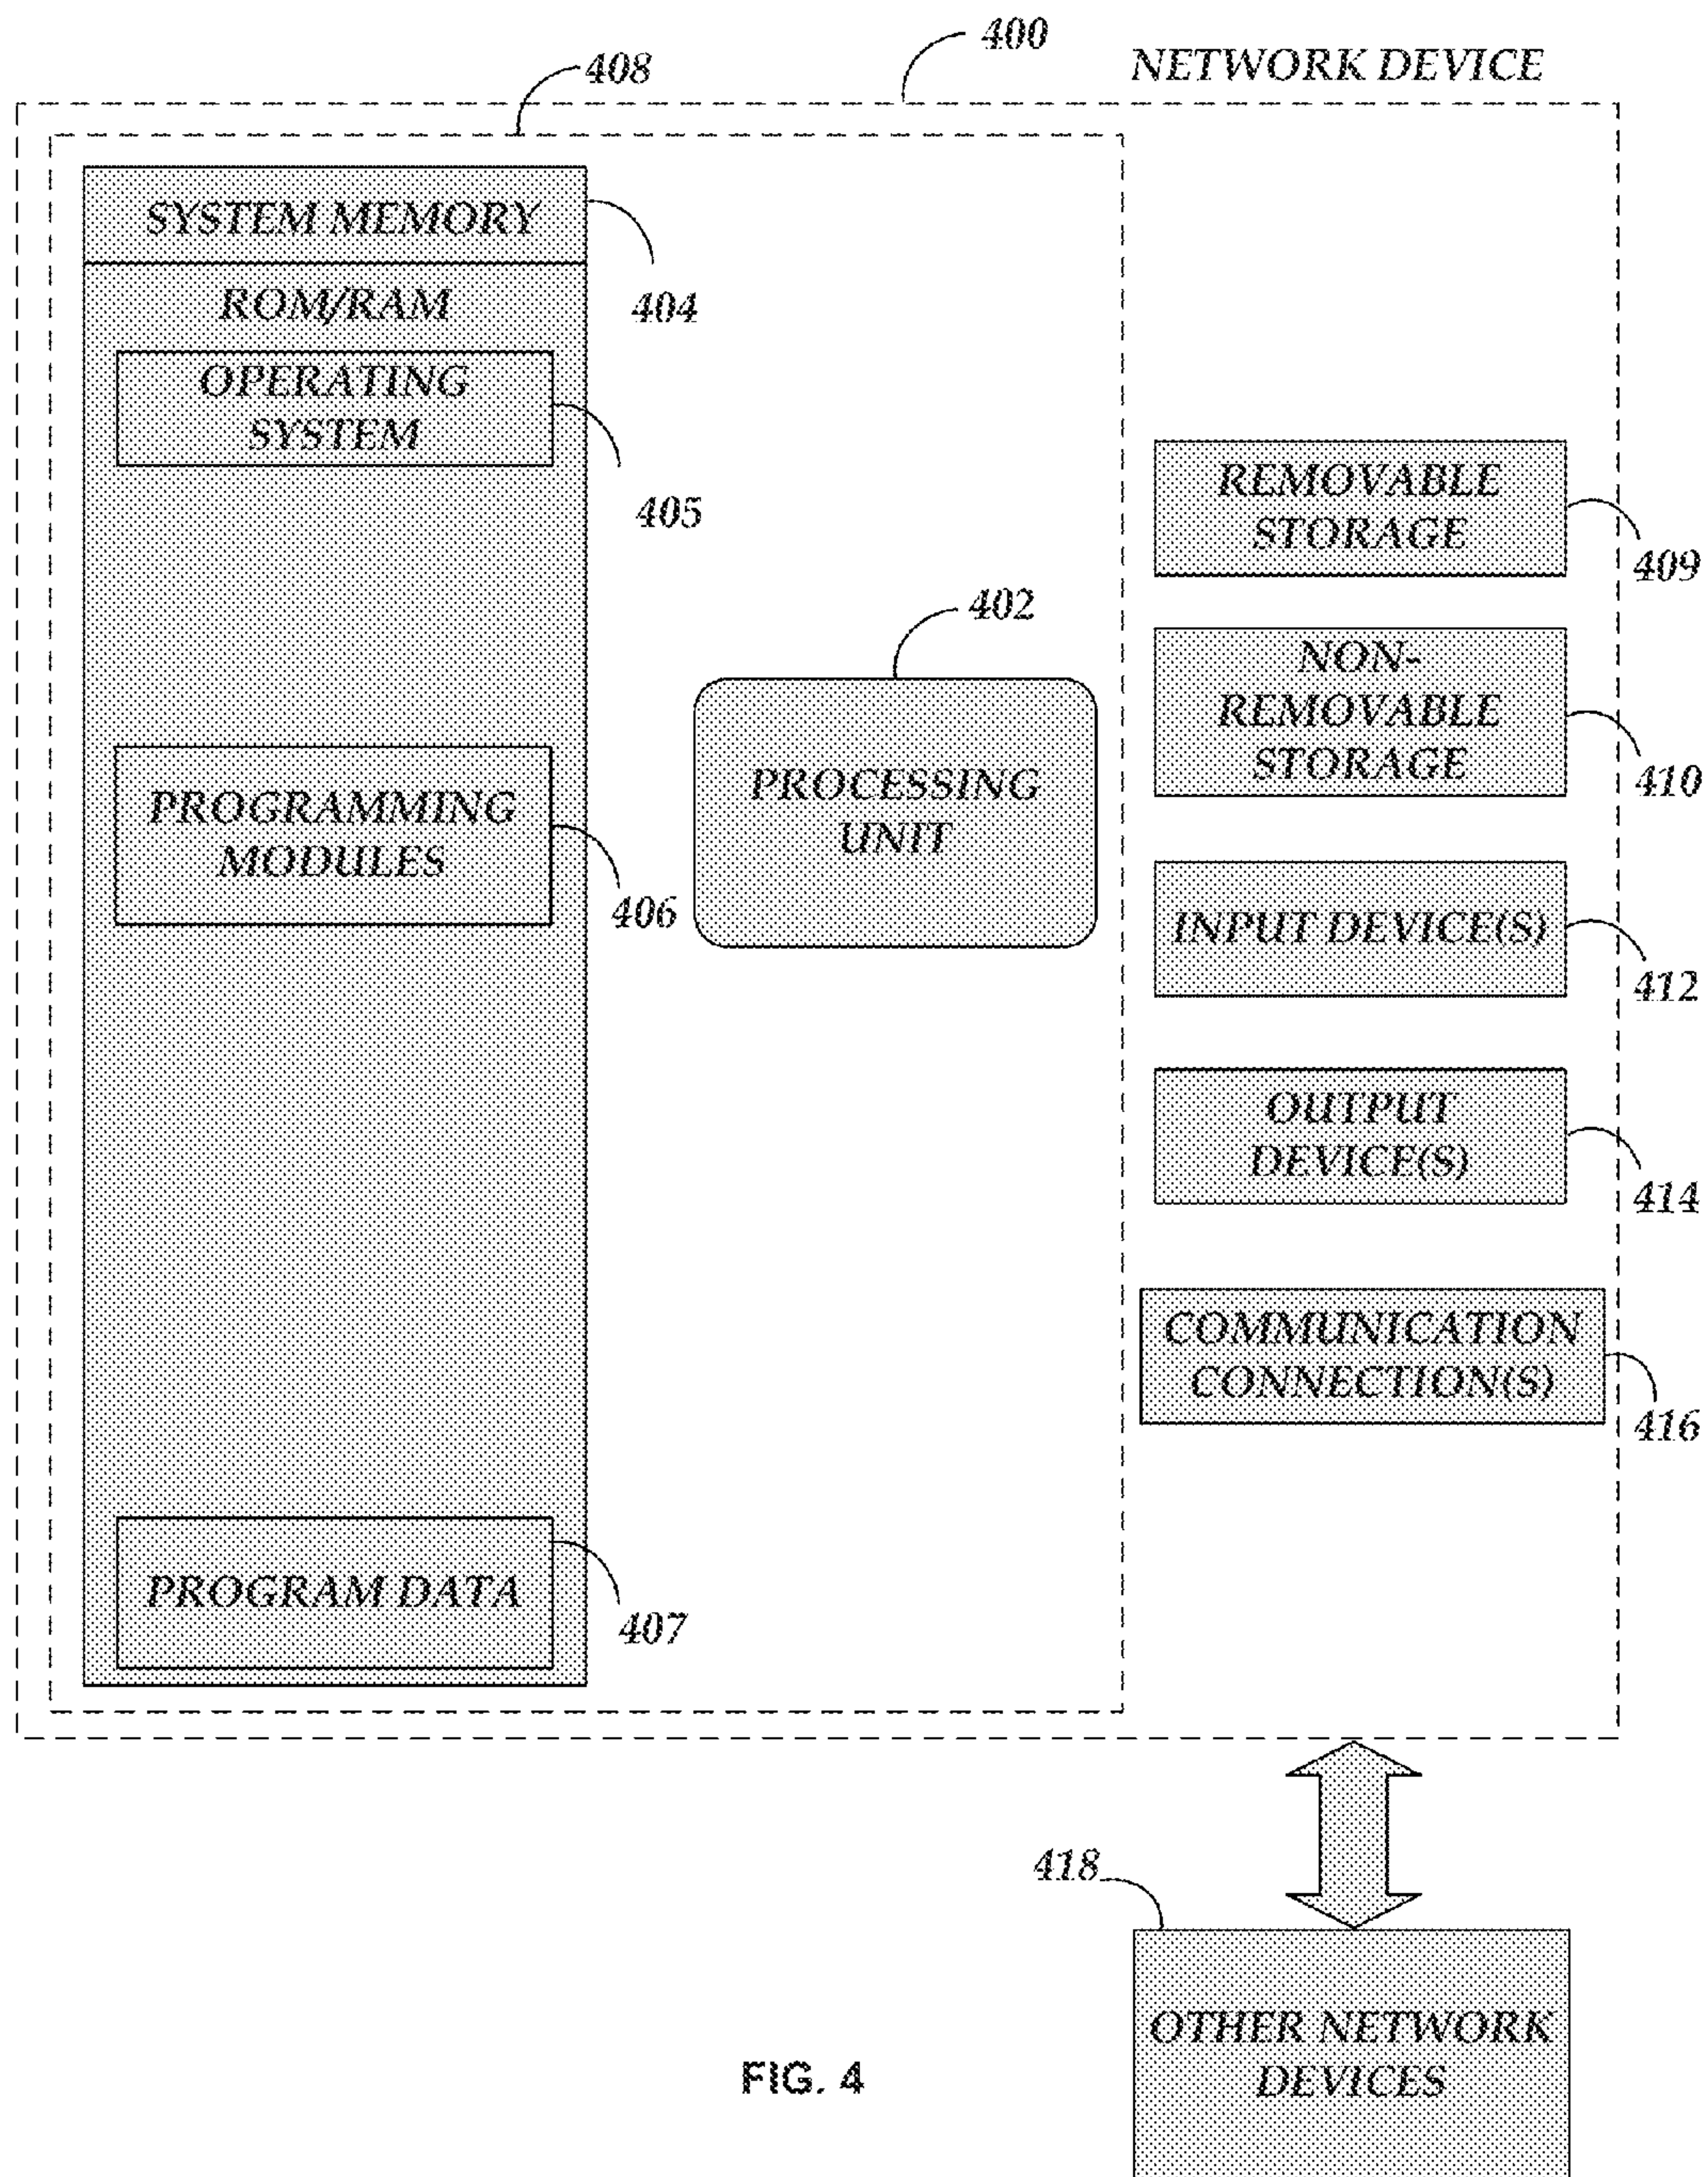 400
NETWORK DEVICE
408
SYSTEM MEMORY
404
ROM/RAM
OPERATING
SYSTEM
405
REMOVABLE
STORAGE
409
402
NON-
REMOVABLE
STORAGE
410
PROGRAMMING
MODULES
406
PROCESSING
UNIT
INPUT DEVICE(S)
412
OUTPUT
DEVICE(S)
414
COMMUNICATION
CONNECTION(S)
416
PROGRAM DATA
407
418
OTHER NETWORK
DEVICES
FIG. 4